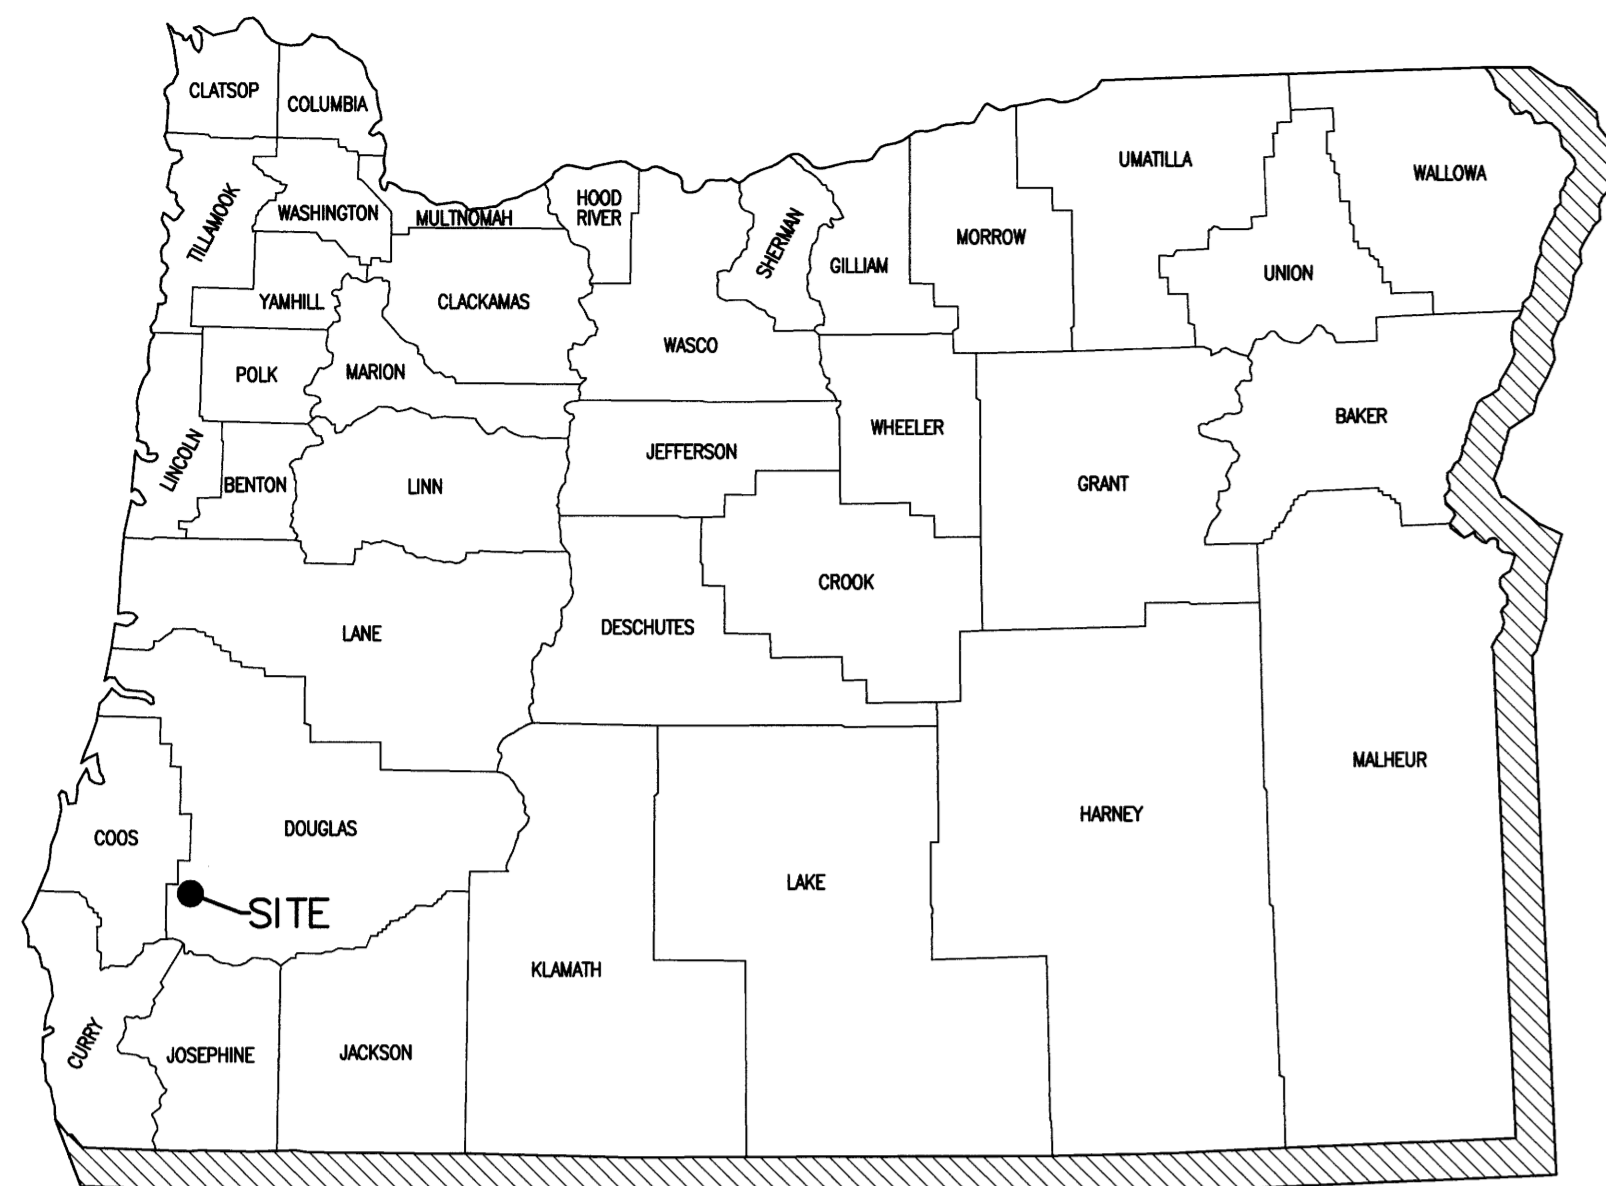 CLATSOP
COLUMBIA
TILLAMOOK
WASHINGTON
MULTNOMAH
HOOD
RIVER
SHERMAN
GILLIAM
MORROW
UMATILLA
UNION
WALLOWA
YAMHILL
CLACKAMAS
WASCO
POLK
MARION
WHEELER
BAKER
LINCOLN
BENTON
LINN
JEFFERSON
GRANT
CROOK
LANE
DESCHUTES
MALHEUR
COOS
DOUGLAS
HARNEY
LAKE
SITE
KLAMATH
CURRY
JOSEPHINE
JACKSON